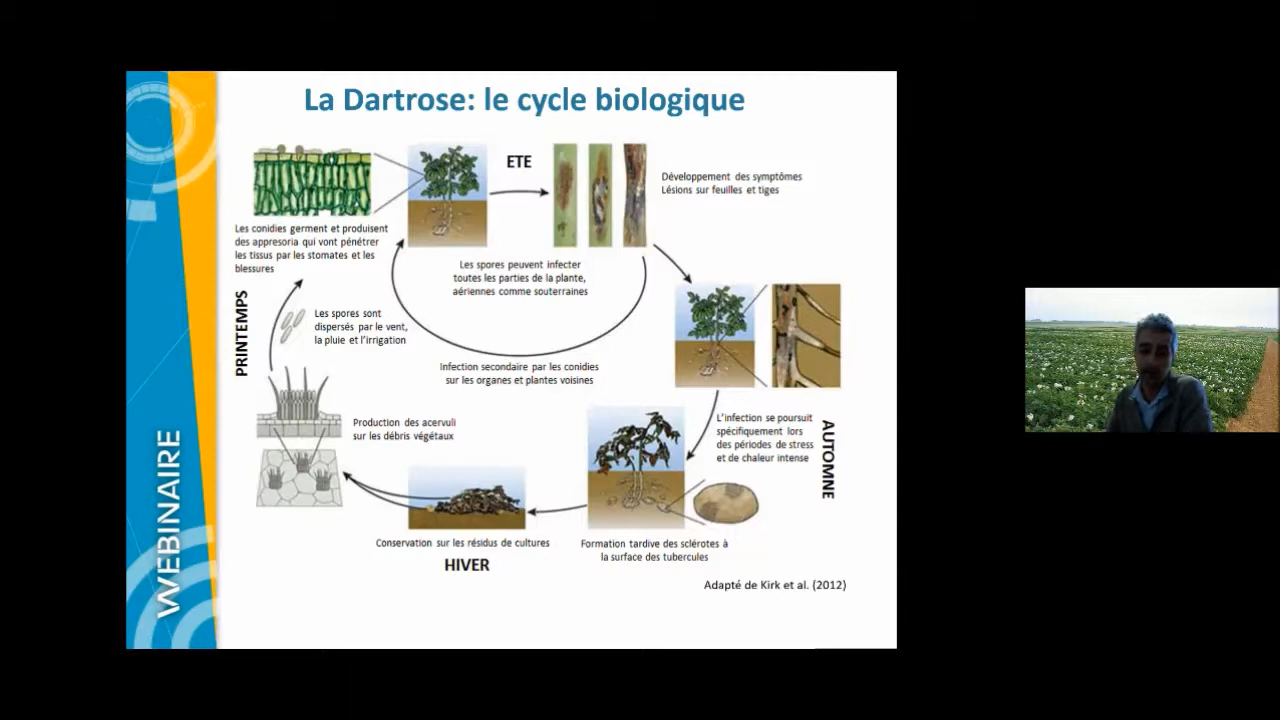 La Dartrose: le cycle biologique
ETE
Développement des symptômes
Lésions sur feuilles et tiges
Les conidies germent et produisent
des appresoria qui vont pénétrer
les tissus par les stomates et les
blessures
Les spores peuvent infecter
toutes les parties de la plante,
aériennes comme souterraines
PRINTEMPS
Les spores sont
dispersés par le vent,
la pluie et l'irrigation
Infection secondaire par les conidies
sur les organes et plantes voisines
Production des acervuli
sur les débris végétaux
L'infection se poursuit
spécifiquement lors
des périodes de stress
et de chaleur intense
AUTOMNE
Conservation sur les résidus de cultures
HIVER
Formation tardive des sclérotes à
la surface des tubercules
Adapté de Kirk et al. (2012)
WEBINAIRE